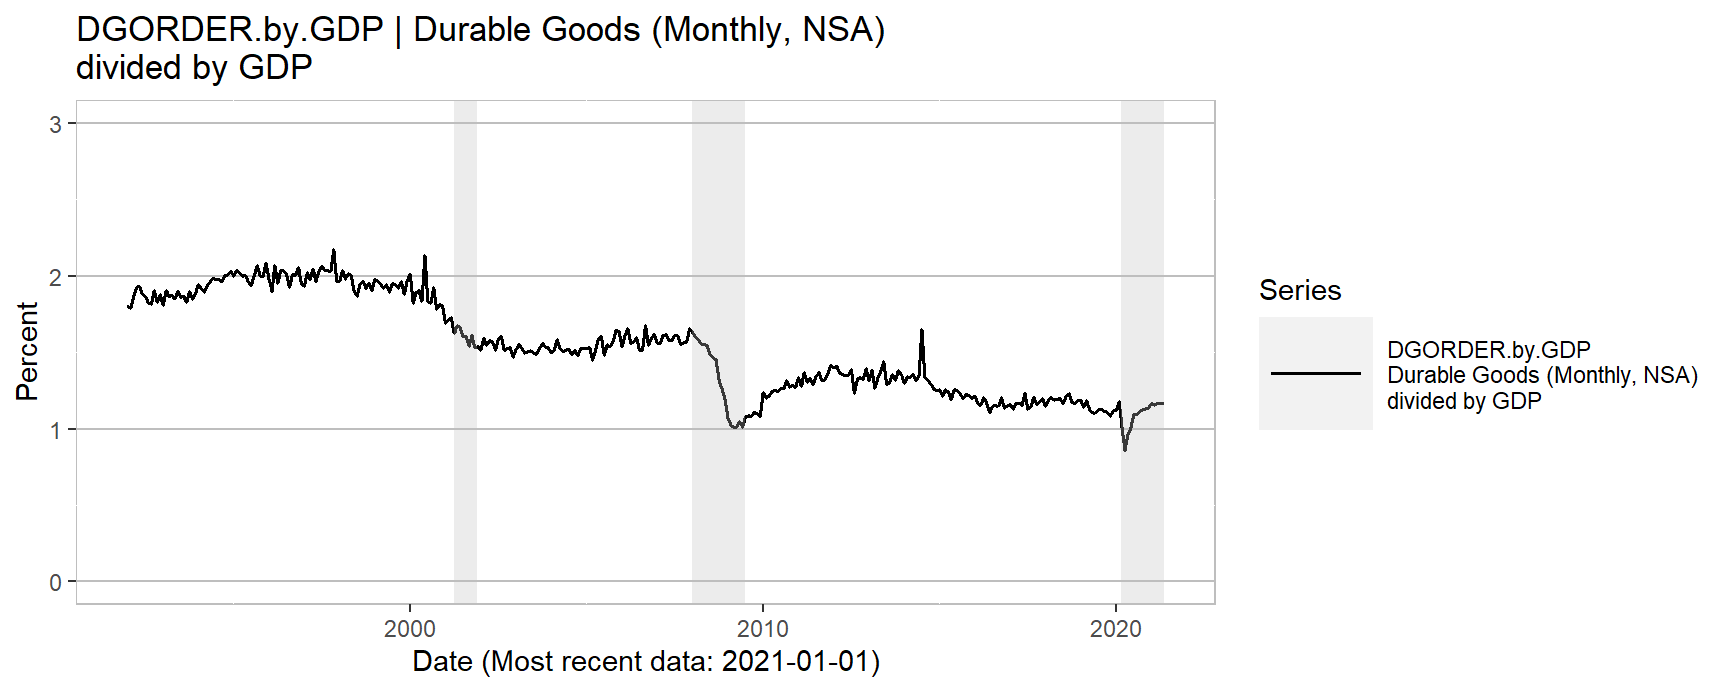 DGORDER.by.GDP | Durable Goods (Monthly, NSA)
divided by GDP
3
2
1
0
Percent
2000
2010
2020
Date (Most recent data: 2021-01-01)
Series
DGORDER.by.GDP
Durable Goods (Monthly, NSA)
divided by GDP